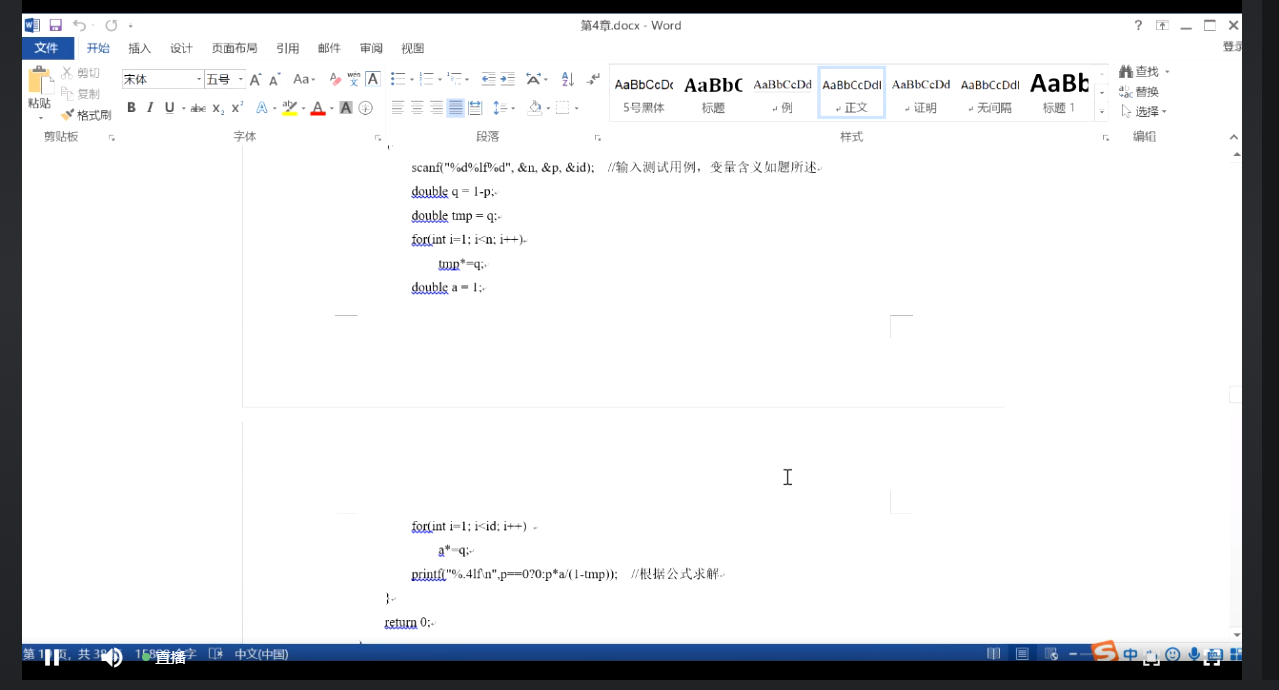 第4章.docx - Word
登录
文件 开始 插入 设计 页面布局 引用 邮件 审阅 视图
粘贴 剪切 复制 格式刷
宋体 五号
AaBbCcDc AaBbC AaBbCcDd AaBbCcDdI AaBbCcDd AaBbCcDdI AaBb
5号黑体 标题 例 正文 证明 无间隔 标题 1
查找 替换 选择
剪贴板 字体 段落 样式 编辑
scanf("%d%lf%d", &n, &p, &id); //输入测试用例，变量含义如题所述
double q = 1-p;
double tmp = q;
for(int i=1; i<n; i++)
tmp*=q;
double a = 1;
for(int i=1; i<id; i++)
a*=q;
printf("%.4lf\n",p==0?0:p*a/(1-tmp)); //根据公式求解
}
return 0;
直播 中文(中国) 中